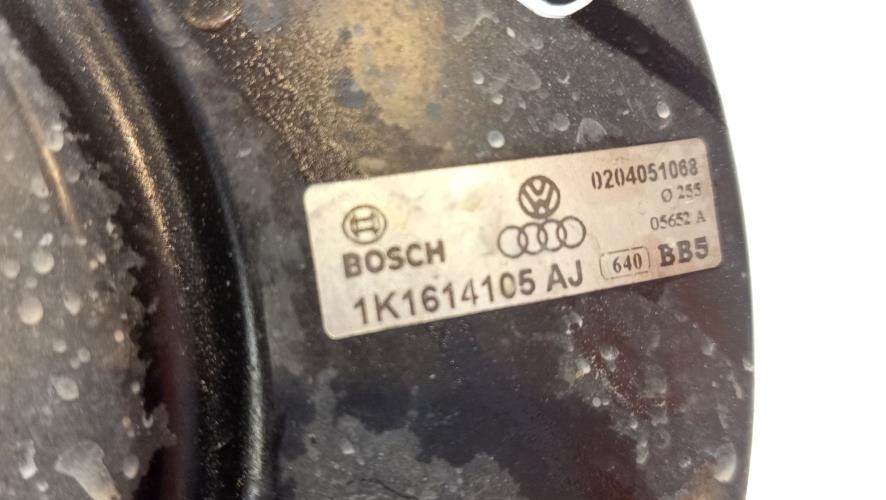 0204051068
Ø 255
05652 A
BOSCH
1K1614105 AJ 640 BB5